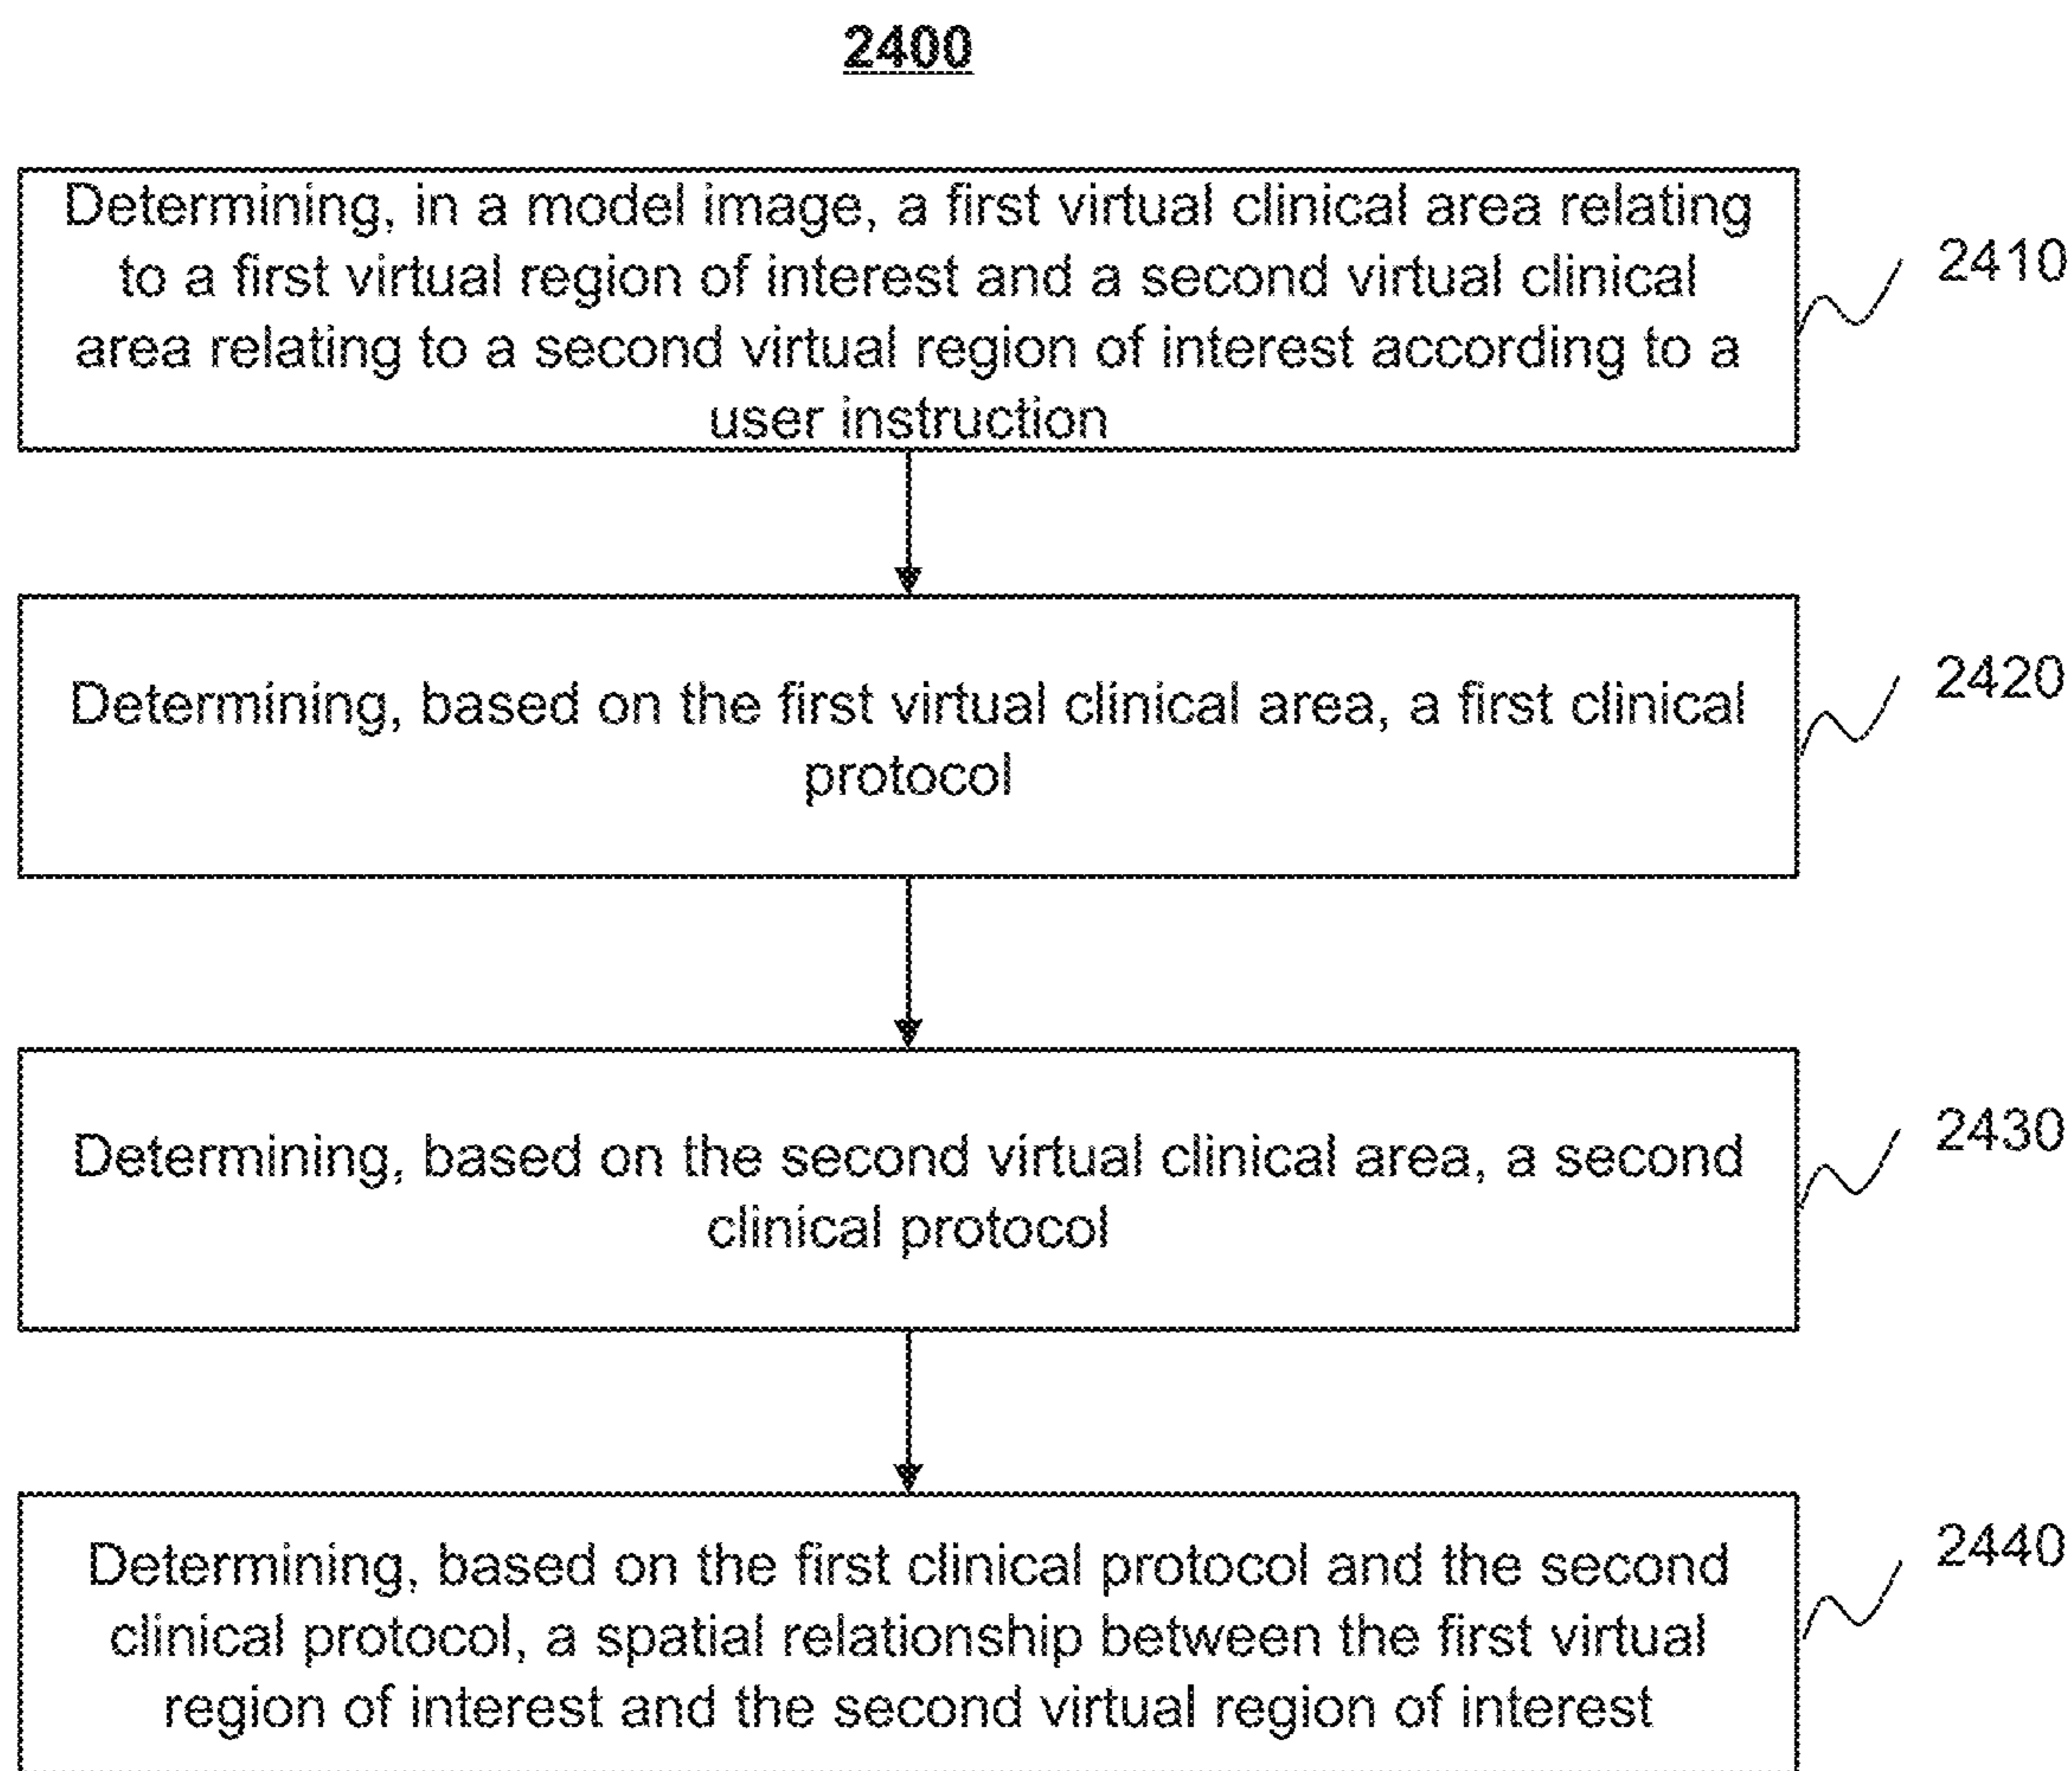 2400
Determining, in a model image, a first virtual clinical area relating
to a first virtual region of interest and a second virtual clinical
area relating to a second virtual region of interest according to a
user instruction
2410
Determining, based on the first virtual clinical area, a first clinical
protocol
2420
Determining, based on the second virtual clinical area, a second
clinical protocol
2430
Determining, based on the first clinical protocol and the second
clinical protocol, a spatial relationship between the first virtual
region of interest and the second virtual region of interest
2440